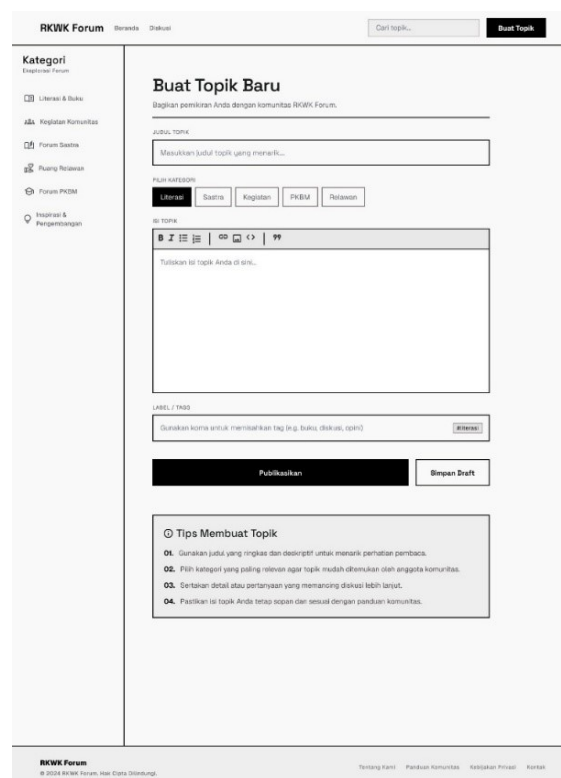 RKWK Forum
Beranda
Diskusi
Cari topik...
Buat Topik
Kategori
Eksplorasi Forum
Literasi & Buku
Kegiatan Komunitas
Forum Sastra
Ruang Relawan
Forum PKBM
Inspirasi &
Pengembangan
Buat Topik Baru
Bagikan pemikiran Anda dengan komunitas RKWK Forum.
JUDUL TOPIK
Masukkan judul topik yang menarik...
PILIH KATEGORI
Literasi
Sastra
Kegiatan
PKBM
Relawan
ISI TOPIK
Tuliskan isi topik Anda di sini...
LABEL / TAGS
Gunakan koma untuk memisahkan tag (e.g. buku, diskusi, opini)
#literasi
Publikasikan
Simpan Draft
Tips Membuat Topik
01. Gunakan judul yang ringkas dan deskriptif untuk menarik perhatian pembaca.
02. Pilih kategori yang paling relevan agar topik mudah ditemukan oleh anggota komunitas.
03. Sertakan detail atau pertanyaan yang memancing diskusi lebih lanjut.
04. Pastikan isi topik Anda tetap sopan dan sesuai dengan panduan komunitas.
RKWK Forum
© 2024 RKWK Forum. Hak Cipta Dilindungi.
Tentang Kami
Panduan Komunitas
Kebijakan Privasi
Kontak